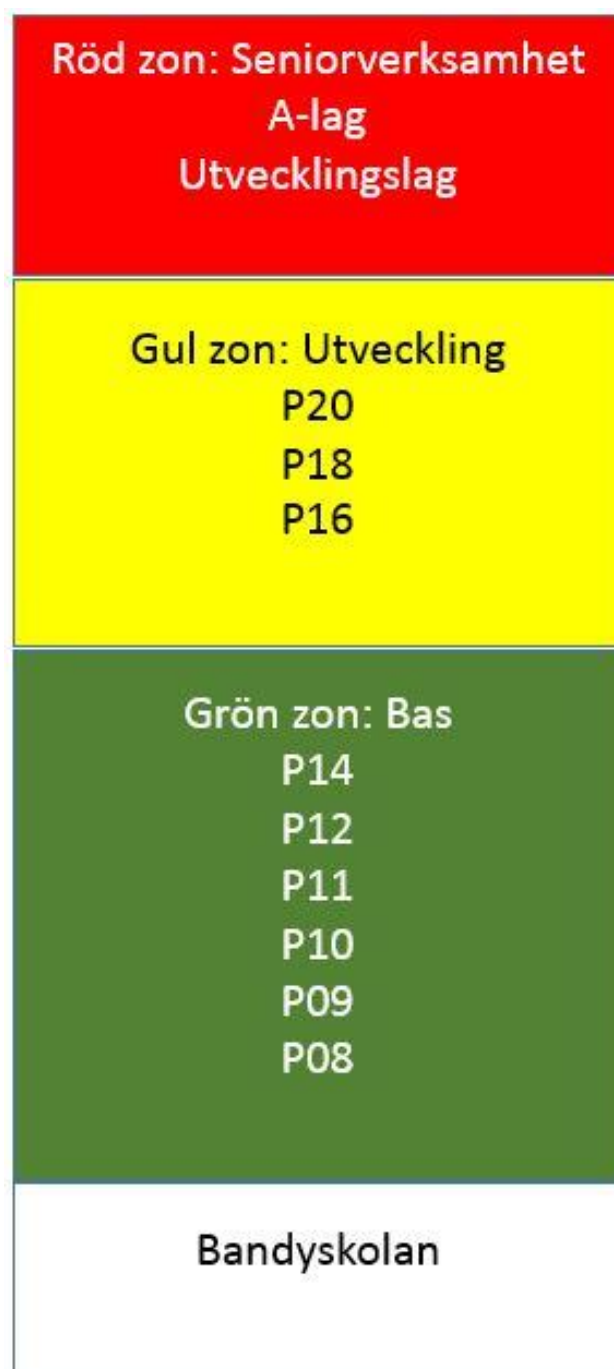 Röd zon: Seniorverksamhet
A-lag
Utvecklingslag
Gul zon: Utveckling
P20
P18
P16
Grön zon: Bas
P14
P12
P11
P10
P09
P08
Bandyskolan